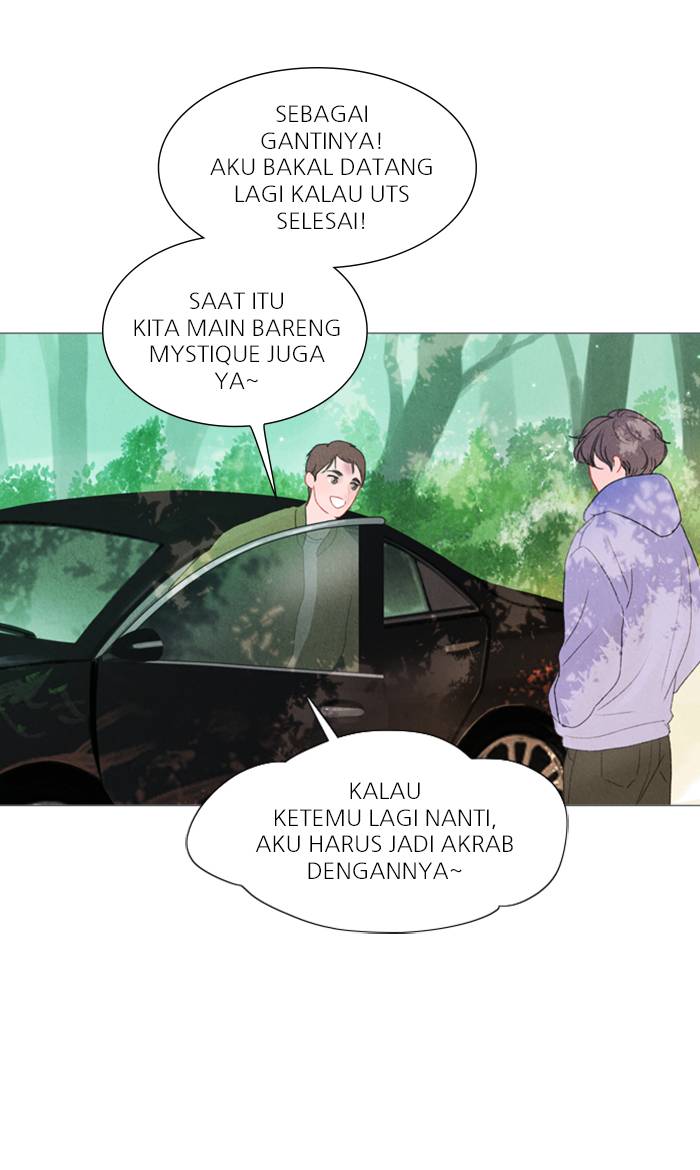 SEBAGAI
GANTINYA!
AKU BAKAL DATANG
LAGI KALAU UTS
SELESAI!
SAAT ITU
KITA MAIN BARENG
MYSTIQUE JUGA
YA~
KALAU
KETEMU LAGI NANTI,
AKU HARUS JADI AKRAB
DENGANNYA~